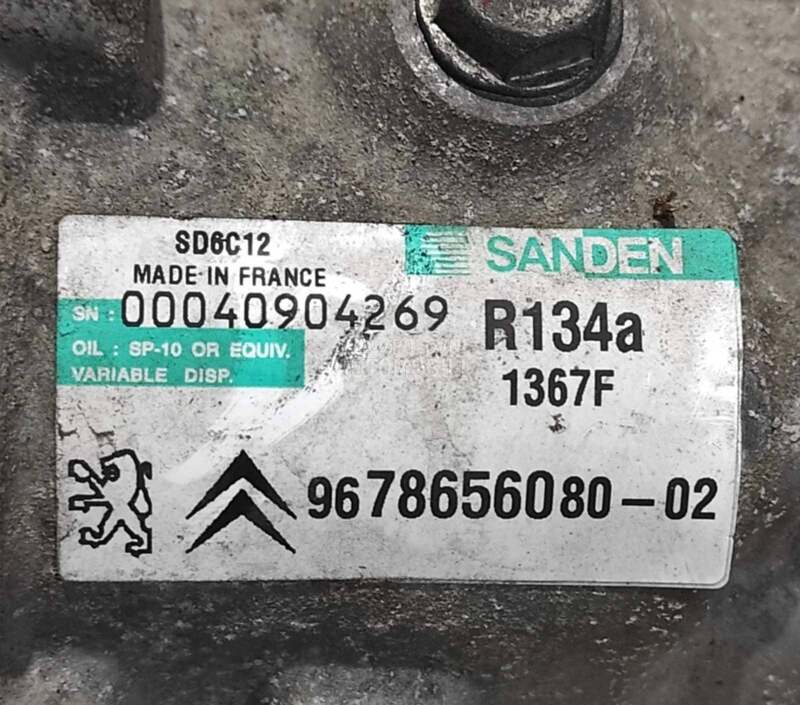 SD6C12
SANDEN
MADE IN FRANCE
SN : 00040904269
R134a
OIL : SP-10 OR EQUIV.
VARIABLE DISP.
1367F
9678656080-02